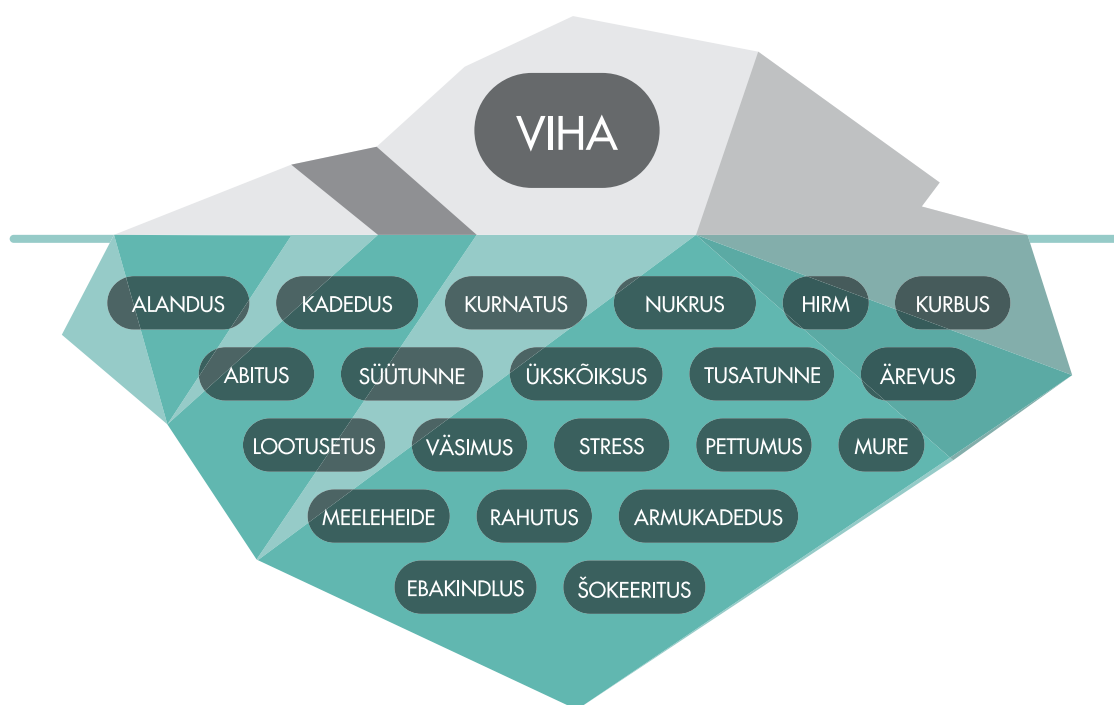 VIHA
ALANDUS KADEDUS KURNATUS NUKRUS HIRM KURBUS
ABITUS SÜÜTUNNE ÜKSKÕIKSUS TUSATUNNE ÄREVUS
LOOTUSETUS VÄSIMUS STRESS PETTUMUS MURE
MEELEHEIDE RAHUTUS ARMUKADEDUS
EBAKINDLUS ŠOKEERITUS